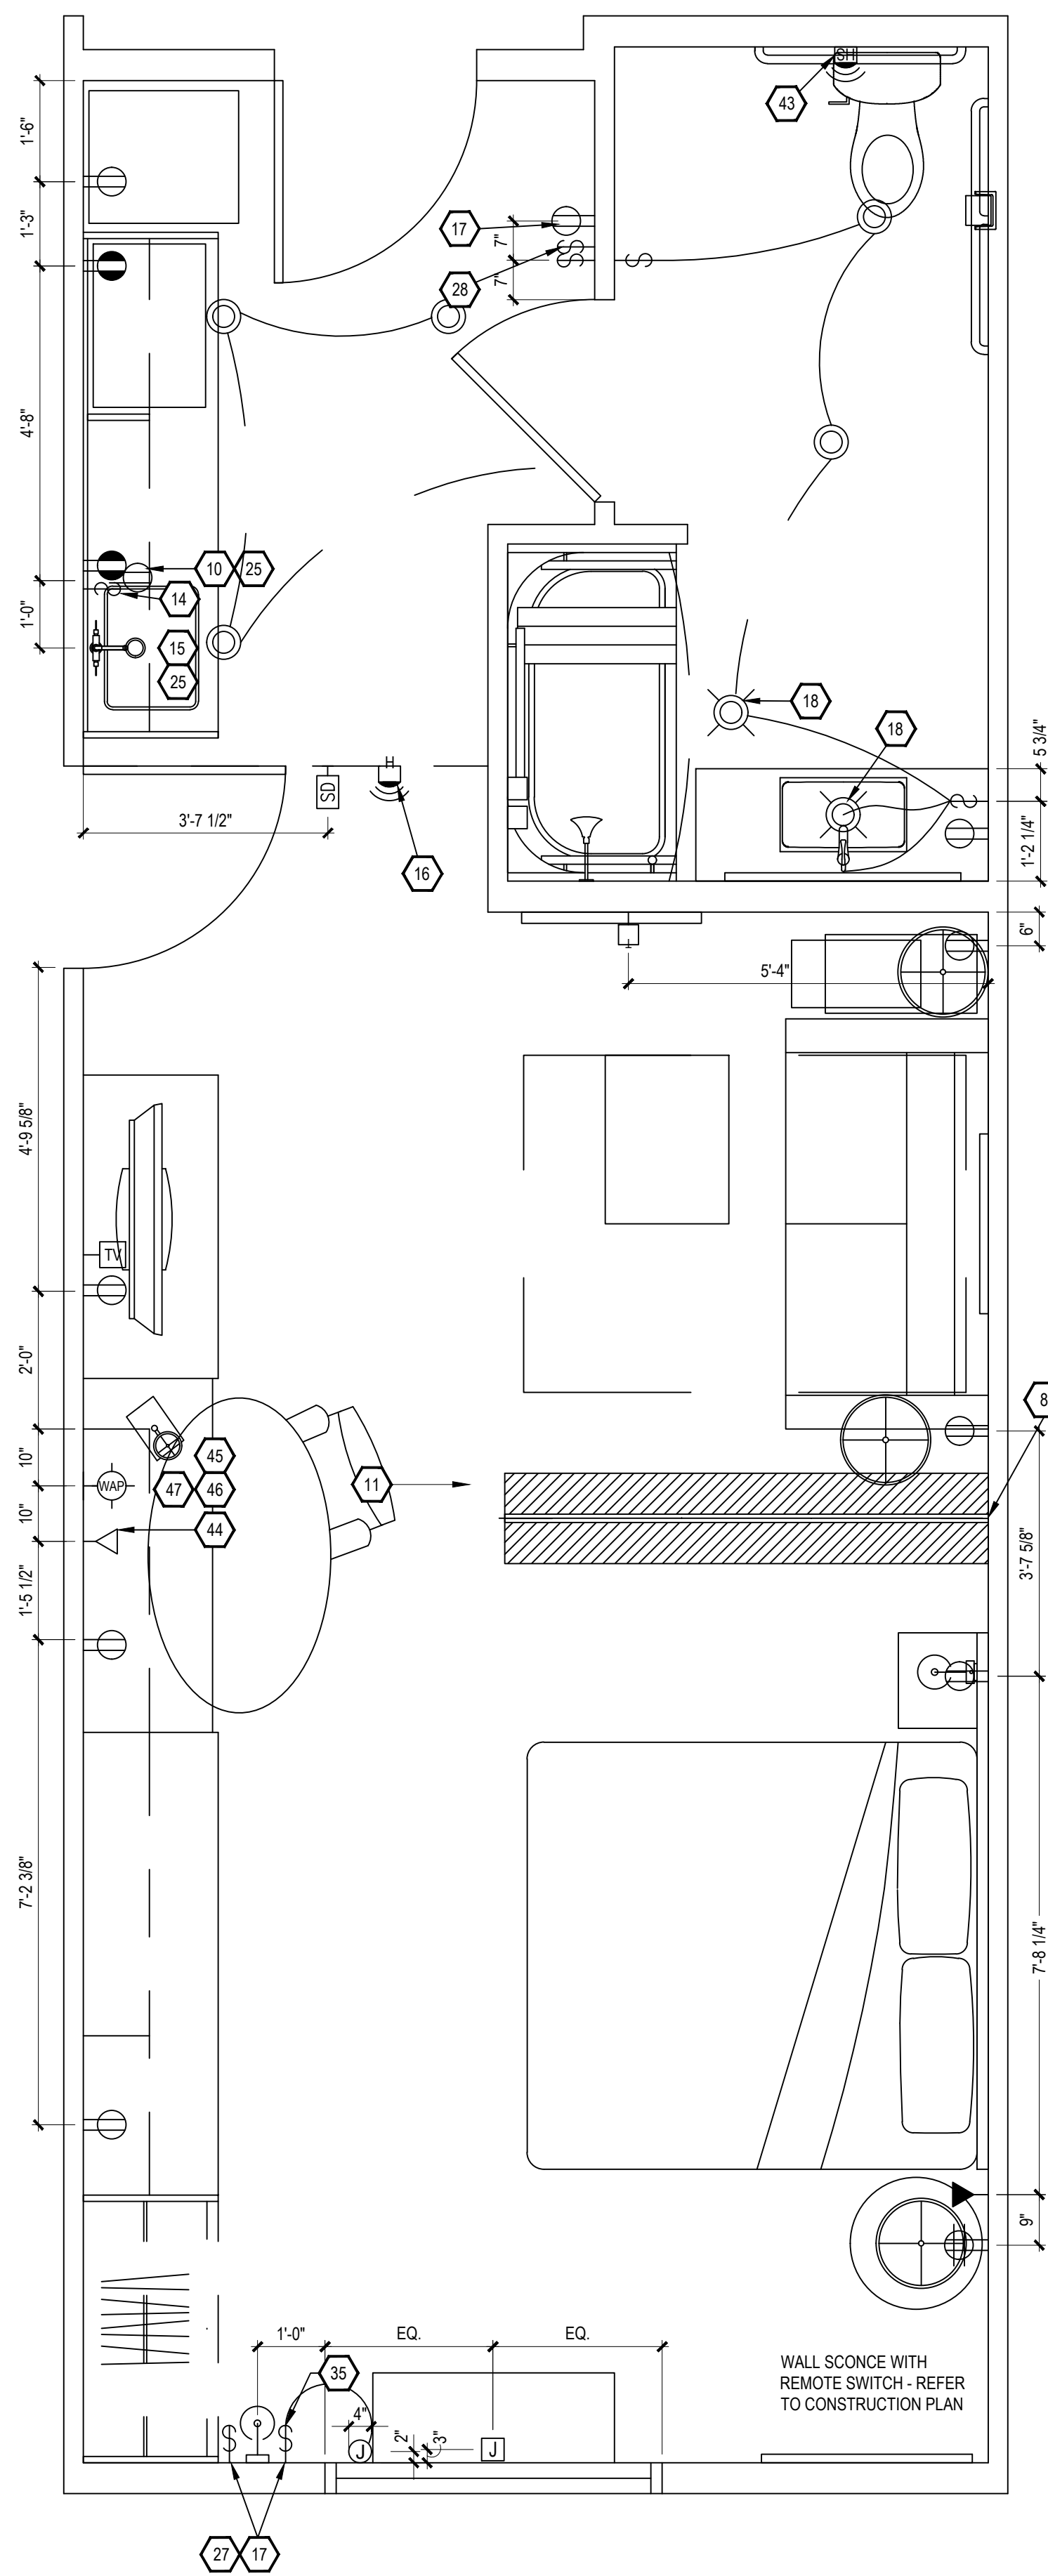 SH
43
1'-6"
1'-3"
17
7"
S
S
S
28
7"
4'-8"
10
25
14
1'-0"
15
25
18
18
5 3/4"
H
SD
S
3'-7 1/2"
16
1'-2 1/4"
6"
5'-4"
4'-9 5/8"
TV
2'-0"
8
45
10"
WAP
47
46
11
10"
44
3'-7 5/8"
1'-5 1/2"
7'-2 3/8"
7'-8 1/4"
9"
1'-0"
EQ.
EQ.
WALL SCONCE WITH
REMOTE SWITCH - REFER
TO CONSTRUCTION PLAN
35
4"
S
S
2"
3"
J
J
27
17